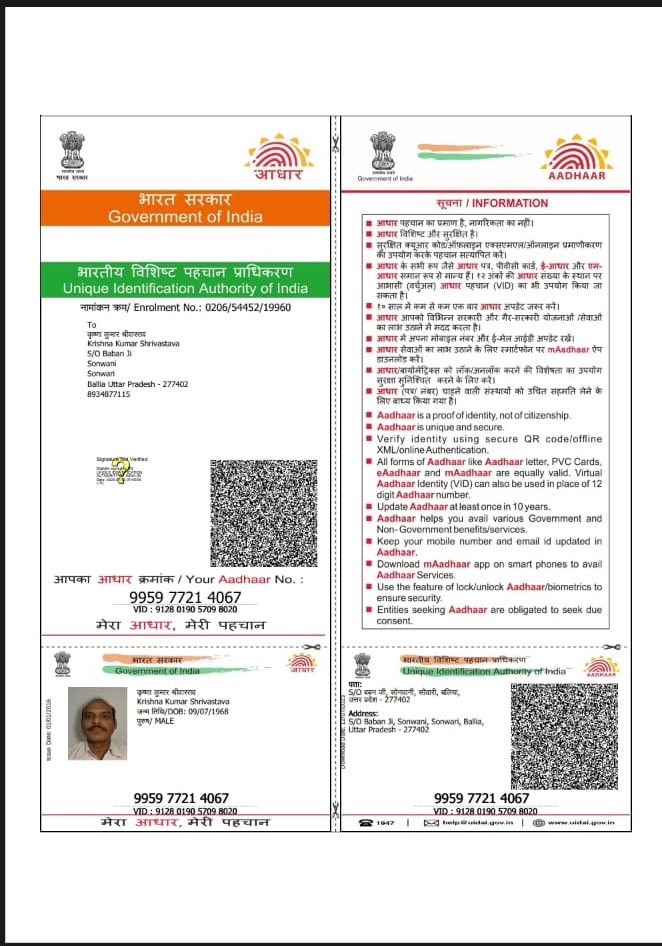 भारत सरकार
आधार
भारत सरकार
Government of India
भारतीय विशिष्ट पहचान प्राधिकरण
Unique Identification Authority of India
नामांकन क्रम/ Enrolment No.: 0206/54452/19960
To
कृष्ण कुमार श्रीवास्तव
Krishna Kumar Shrivastava
S/O Baban Ji
Sonwani
Sonwari
Ballia Uttar Pradesh - 277402
8934877115
Signature Not Verified
आपका आधार क्रमांक / Your Aadhaar No. :
9959 7721 4067
VID : 9128 0190 5709 8020
मेरा आधार, मेरी पहचान
Government of India
AADHAAR
सूचना / INFORMATION
आधार पहचान का प्रमाण है, नागरिकता का नहीं।
आधार विशिष्ट और सुरक्षित है।
सुरक्षित क्यूआर कोड/ऑफ़लाइन एक्सएमएल/ऑनलाइन प्रमाणीकरण
का उपयोग करके पहचान सत्यापित करें।
आधार के सभी रूप जैसे आधार पत्र, पीवीसी कार्ड, ई-आधार और एम-
आधार समान रूप से मान्य हैं। १२ अंकों की आधार संख्या के स्थान पर
आभासी (वर्चुअल) आधार पहचान (VID) का भी उपयोग किया जा
सकता है।
१० साल में कम से कम एक बार आधार अपडेट जरूर करें।
आधार आपको विभिन्न सरकारी और गैर-सरकारी योजनाओं /सेवाओं
का लाभ उठाने में मदद करता है।
आधार में अपना मोबाइल नंबर और ई-मेल आईडी अपडेट रखें।
आधार सेवाओं का लाभ उठाने के लिए स्मार्टफोन पर mAadhaar ऐप
डाउनलोड करें।
आधार/बायोमेट्रिक्स को लॉक/अनलॉक करने की विशेषता का उपयोग
सुरक्षा सुनिश्चित करने के लिए करें।
आधार (पत्र/ नंबर) चाहने वाली संस्थायों को उचित सहमति लेने के
लिए बाध्य किया गया है।
Aadhaar is a proof of identity, not of citizenship.
Aadhaar is unique and secure.
Verify identity using secure QR code/offline
XML/online Authentication.
All forms of Aadhaar like Aadhaar letter, PVC Cards,
eAadhaar and mAadhaar are equally valid. Virtual
Aadhaar Identity (VID) can also be used in place of 12
digit Aadhaar number.
Update Aadhaar at least once in 10 years.
Aadhaar helps you avail various Government and
Non- Government benefits/services.
Keep your mobile number and email id updated in
Aadhaar.
Download mAadhaar app on smart phones to avail
Aadhaar Services.
Use the feature of lock/unlock Aadhaar/biometrics to
ensure security.
Entities seeking Aadhaar are obligated to seek due
consent.
भारत सरकार
Government of India
आधार
Issue Date: 01/01/2016
कृष्ण कुमार श्रीवास्तव
Krishna Kumar Shrivastava
जन्म तिथि/DOB: 09/07/1968
पुरुष/ MALE
9959 7721 4067
VID : 9128 0190 5709 8020
मेरा आधार, मेरी पहचान
भारतीय विशिष्ट पहचान प्राधिकरण
Unique Identification Authority of India
AADHAAR
पता:
S/O बबन जी, सोनवानी, सोवारी, बलिया,
उत्तर प्रदेश - 277402
Address:
S/O Baban Ji, Sonwani, Sonwari, Ballia,
Uttar Pradesh - 277402
9959 7721 4067
VID : 9128 0190 5709 8020
1947 | help@uidai.gov.in | www.uidai.gov.in